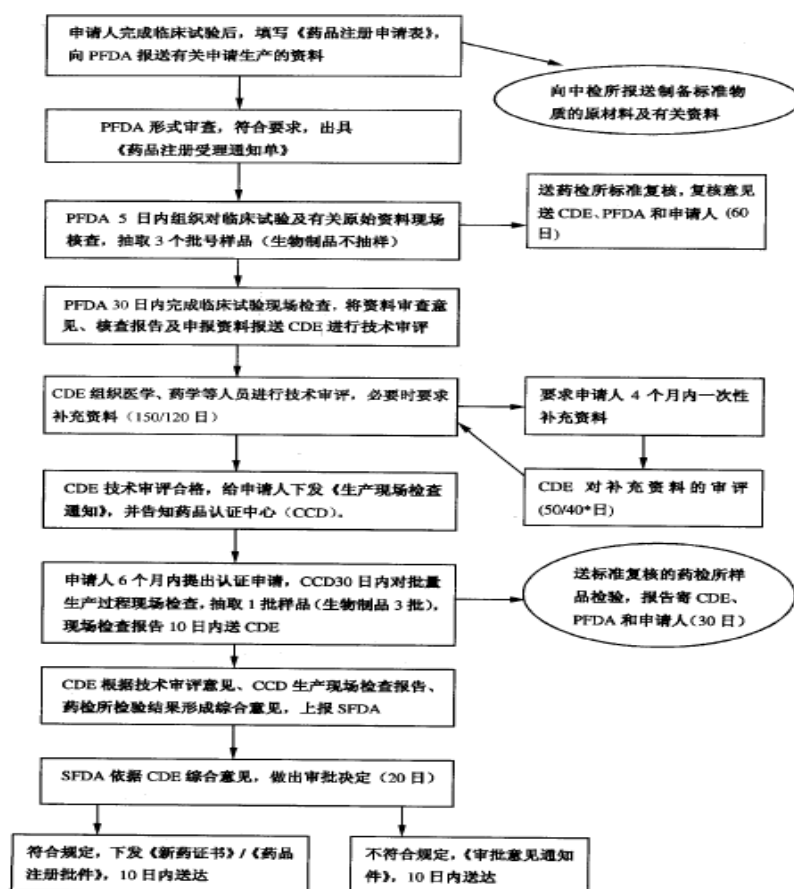 申请人完成临床试验后，填写《药品注册申请表》，
向PFDA报送有关申请生产的资料
向中检所报送制备标准物
质的原材料及有关资料
PFDA 形式审查，符合要求，出具
《药品注册受理通知单》
送药检所标准复核，复核意见
送 CDE、PFDA 和申请人 (60
日)
PFDA 5 日内组织对临床试验及有关原始资料现场
核查，抽取 3 个批号样品（生物制品不抽样）
PFDA 30 日内完成临床试验现场检查，将资料审查意
见、核查报告及申报资料报送 CDE 进行技术审评
CDE 组织医学、药学等人员进行技术审评，必要时要求
补充资料（150/120 日）
要求申请人 4 个月内一次性
补充资料
CDE 对补充资料的审评
(50/40*日)
CDE 技术审评合格，给申请人下发《生产现场检查
通知》，并告知药品认证中心（CCD）。
申请人 6 个月内提出认证申请，CCD30 日内对批量
生产过程现场检查，抽取 1 批样品（生物制品 3 批），
现场检查报告 10 日内送 CDE
送标准复核的药检所样
品检验，报告寄 CDE、
PFDA 和申请人（30 日）
CDE 根据技术审评意见、CCD 生产现场检查报告、
药检所检验结果形成综合意见，上报 SFDA
SFDA 依据 CDE 综合意见，做出审批决定（20 日）
符合规定，下发《新药证书》/《药品
注册批件》，10 日内送达
不符合规定，《审批意见通知
件》，10 日内送达